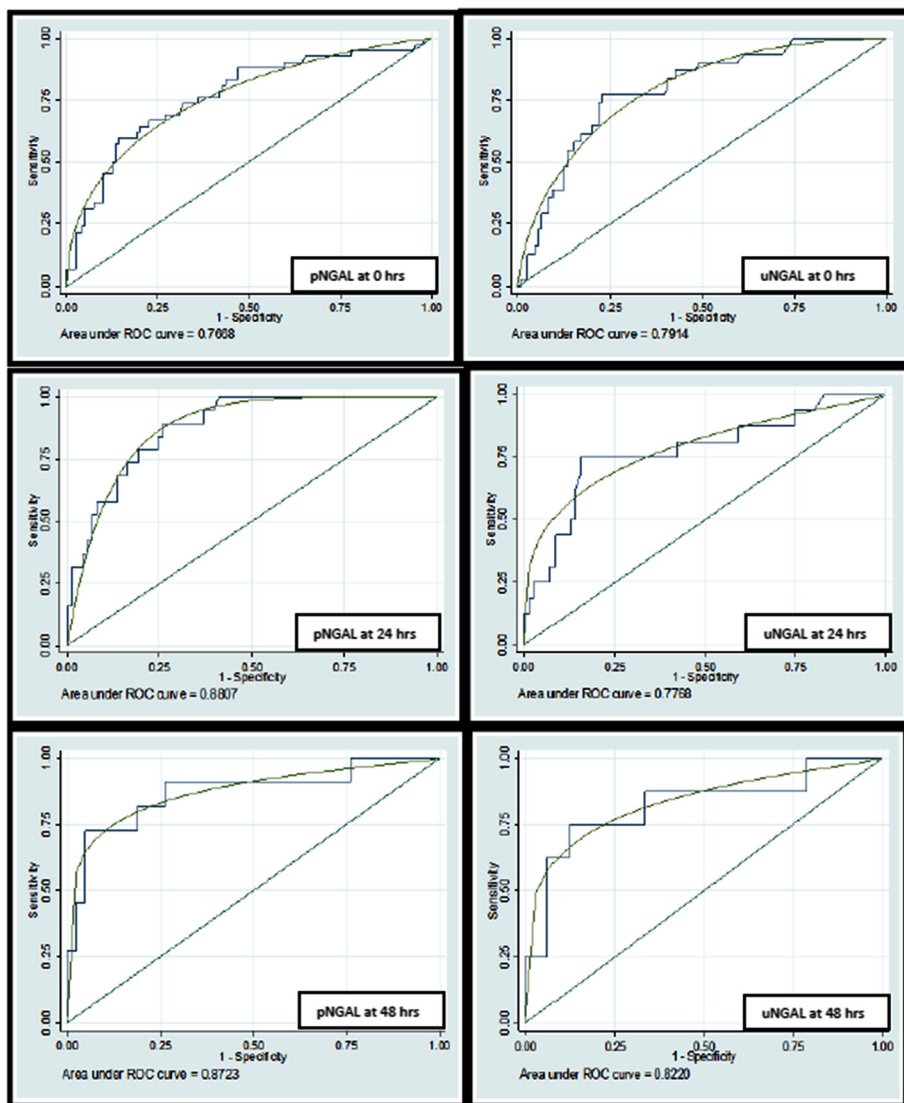 1.00
0.75
0.50
0.25
0.00
Sensitivity
pNGAL at 0 hrs
0.00 0.25 0.50 0.75 1.00
1 - Specificity
Area under ROC curve = 0.7668
1.00
0.75
0.50
0.25
0.00
Sensitivity
uNGAL at 0 hrs
0.00 0.25 0.50 0.75 1.00
1 - Specificity
Area under ROC curve = 0.7914
1.00
0.75
0.50
0.25
0.00
Sensitivity
pNGAL at 24 hrs
0.00 0.25 0.50 0.75 1.00
1 - Specificity
Area under ROC curve = 0.8807
1.00
0.75
0.50
0.25
0.00
Sensitivity
uNGAL at 24 hrs
0.00 0.25 0.50 0.75 1.00
1 - Specificity
Area under ROC curve = 0.7768
1.00
0.75
0.50
0.25
0.00
Sensitivity
pNGAL at 48 hrs
0.00 0.25 0.50 0.75 1.00
1 - Specificity
Area under ROC curve = 0.8723
1.00
0.75
0.50
0.25
0.00
Sensitivity
uNGAL at 48 hrs
0.00 0.25 0.50 0.75 1.00
1 - Specificity
Area under ROC curve = 0.8220